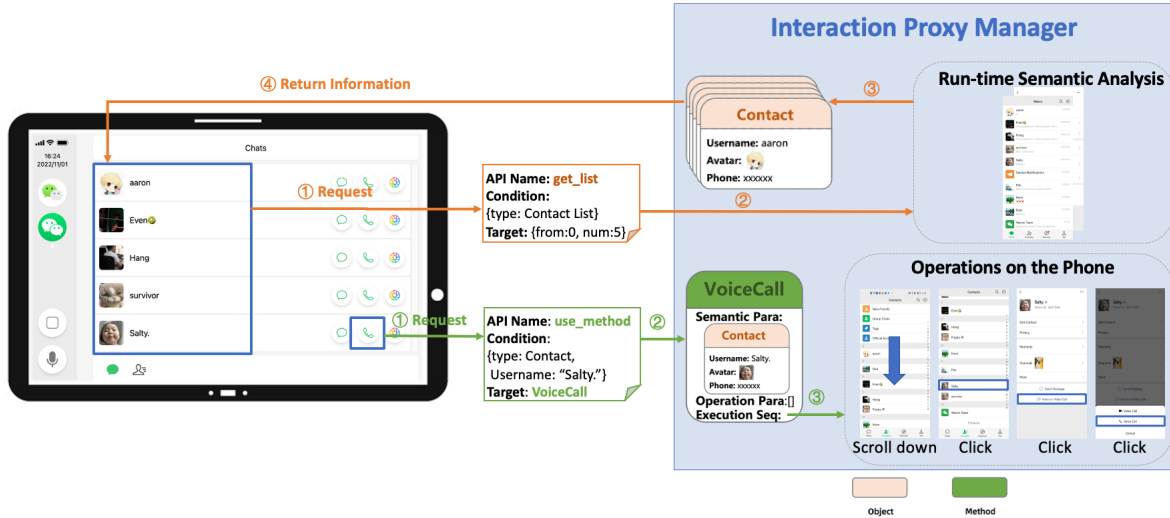 Interaction Proxy Manager
④ Return Information
③
Run-time Semantic Analysis
Contact
Username: aaron
Avatar:
Phone: xxxxxx
16:24
2022/11/01
Chats
aaron
Even
Hang
survivor
Salty.
① Request
API Name: get_list
Condition:
{type: Contact List}
Target: {from:0, num:5}
②
① Request
API Name: use_method
Condition:
{type: Contact,
Username: “Salty.”}
Target: VoiceCall
②
VoiceCall
Semantic Para:
Contact
Username: Salty.
Avatar:
Phone: xxxxxx
Operation Para:[]
Execution Seq:
③
Operations on the Phone
Scroll down
Click
Click
Click
Object
Method